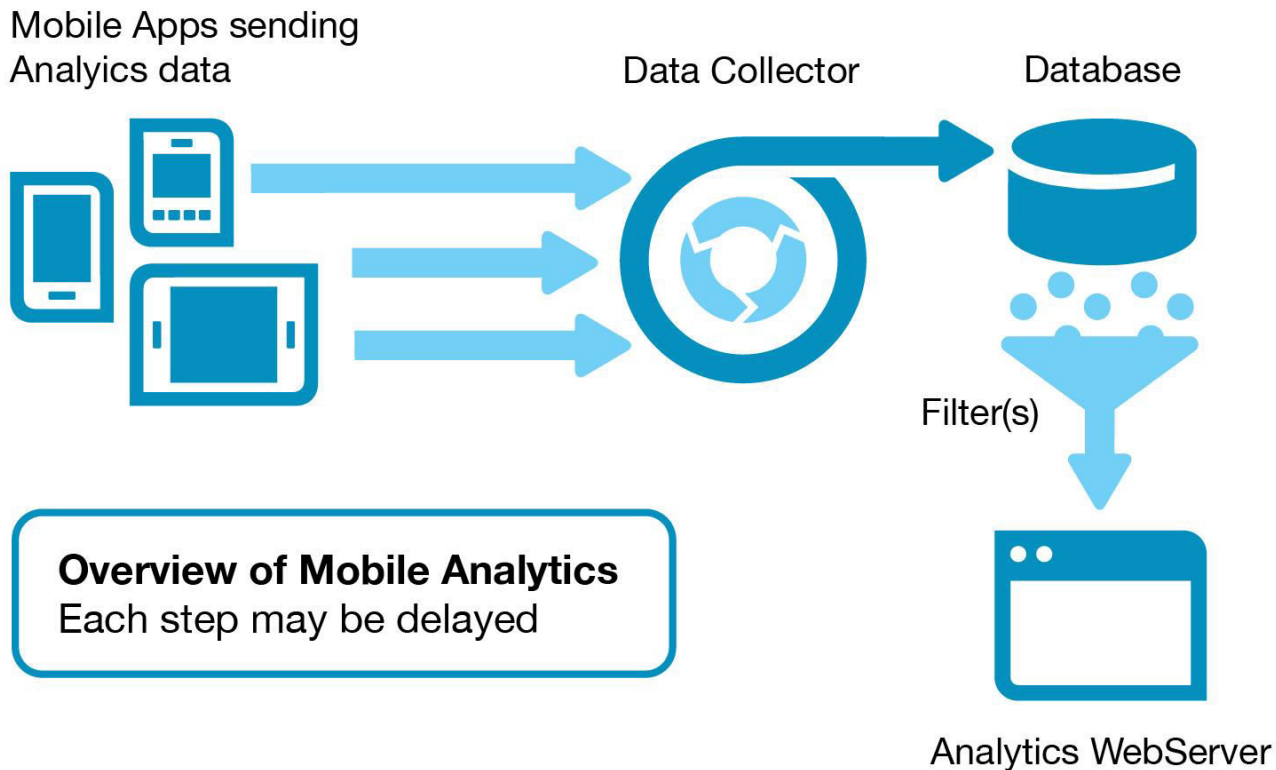 Mobile Apps sending
Analyics data
Data Collector
Database
Filter(s)
Overview of Mobile Analytics
Each step may be delayed
Analytics WebServer